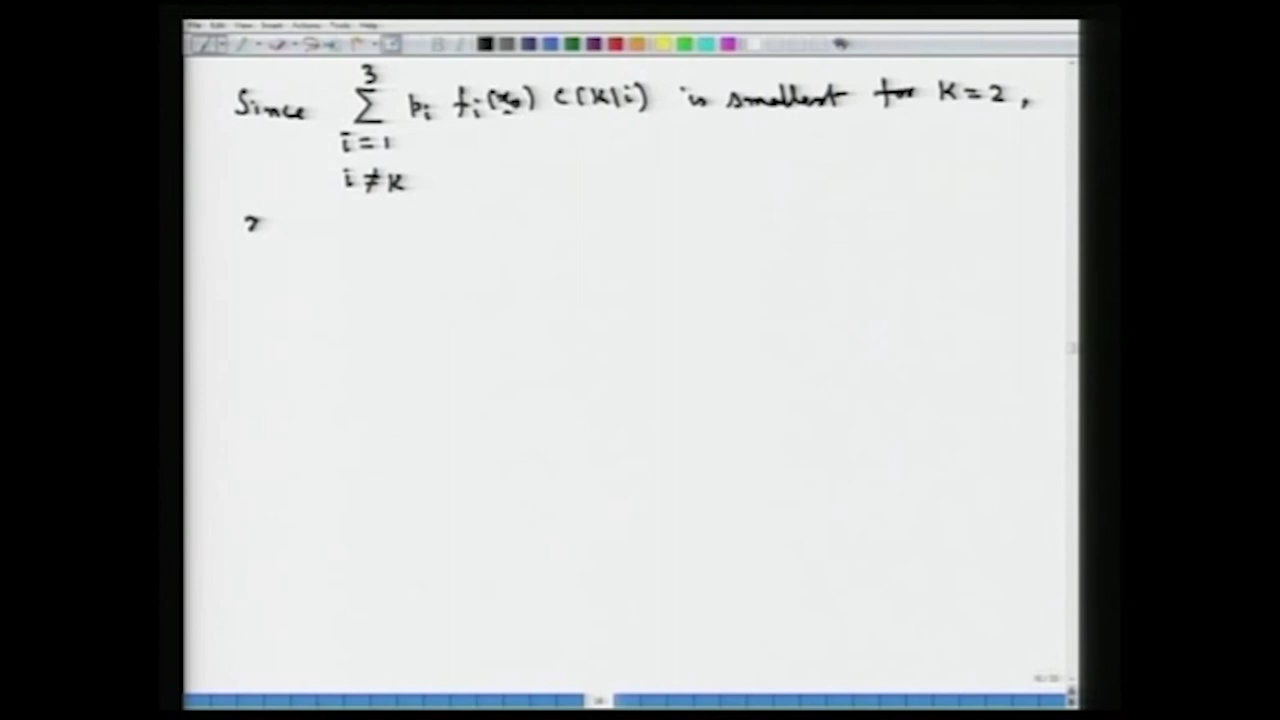 Since ∑ p_i f_i(x_0) C(K|i) is smallest for K=2,
3
i=1
i≠K
x